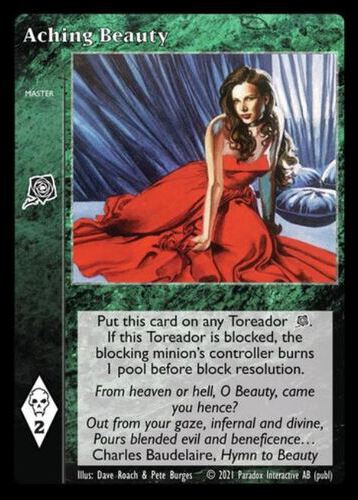 Aching Beauty
MASTER
Put this card on any Toreador
If this Toreador is blocked, the
blocking minion's controller burns
1 pool before block resolution.
From heaven or hell, O Beauty, came
you hence?
Out from your gaze, infernal and divine,
Pours blended evil and beneficence...
Charles Baudelaire, Hymn to Beauty
2
Illus: Dave Roach & Pete Burges © 2021 Paradox Interactive AB (publ)